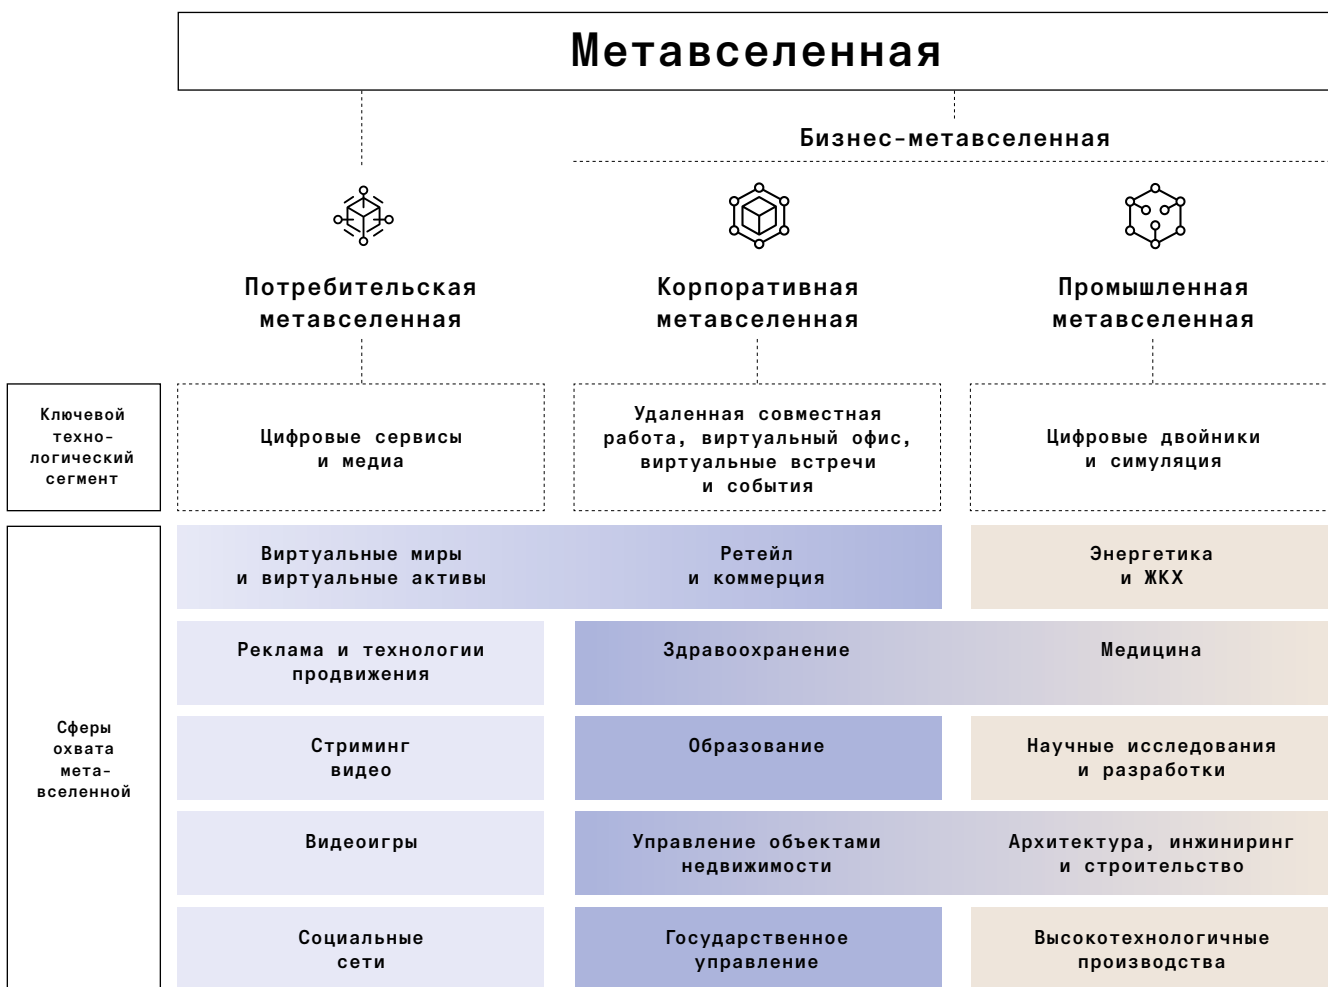 Метавселенная
Бизнес-метавселенная
Потребительская
метавселенная
Корпоративная
метавселенная
Промышленная
метавселенная
Ключевой
техно-
логический
сегмент
Цифровые сервисы
и медиа
Удаленная совместная
работа, виртуальный офис,
виртуальные встречи
и события
Цифровые двойники
и симуляция
Сферы
охвата
мета-
вселенной
Виртуальные миры
и виртуальные активы
Ретейл
и коммерция
Энергетика
и ЖКХ
Реклама и технологии
продвижения
Здравоохранение
Медицина
Стриминг
видео
Образование
Научные исследования
и разработки
Видеоигры
Управление объектами
недвижимости
Архитектура, инжиниринг
и строительство
Социальные
сети
Государственное
управление
Высокотехнологичные
производства